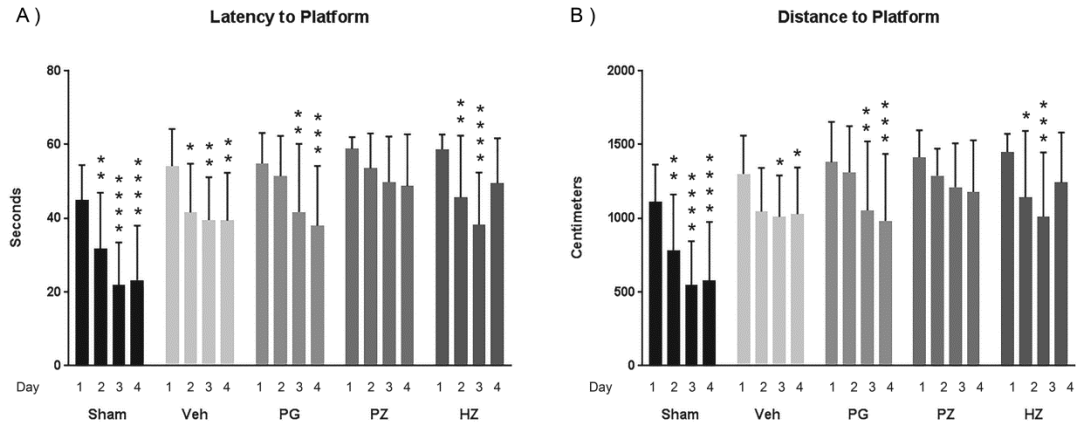 A )
Latency to Platform
80
60
40
20
0
Seconds
* *
* * * *
* * * *
* *
* *
* *
* *
* * *
* *
* * * *
Day 1 2 3 4 1 2 3 4 1 2 3 4 1 2 3 4 1 2 3 4
Sham Veh PG PZ HZ
B )
Distance to Platform
2000
1500
1000
500
0
Centimeters
* *
* * * *
* * * *
*
*
* *
* * *
*
* * *
Day 1 2 3 4 1 2 3 4 1 2 3 4 1 2 3 4 1 2 3 4
Sham Veh PG PZ HZ